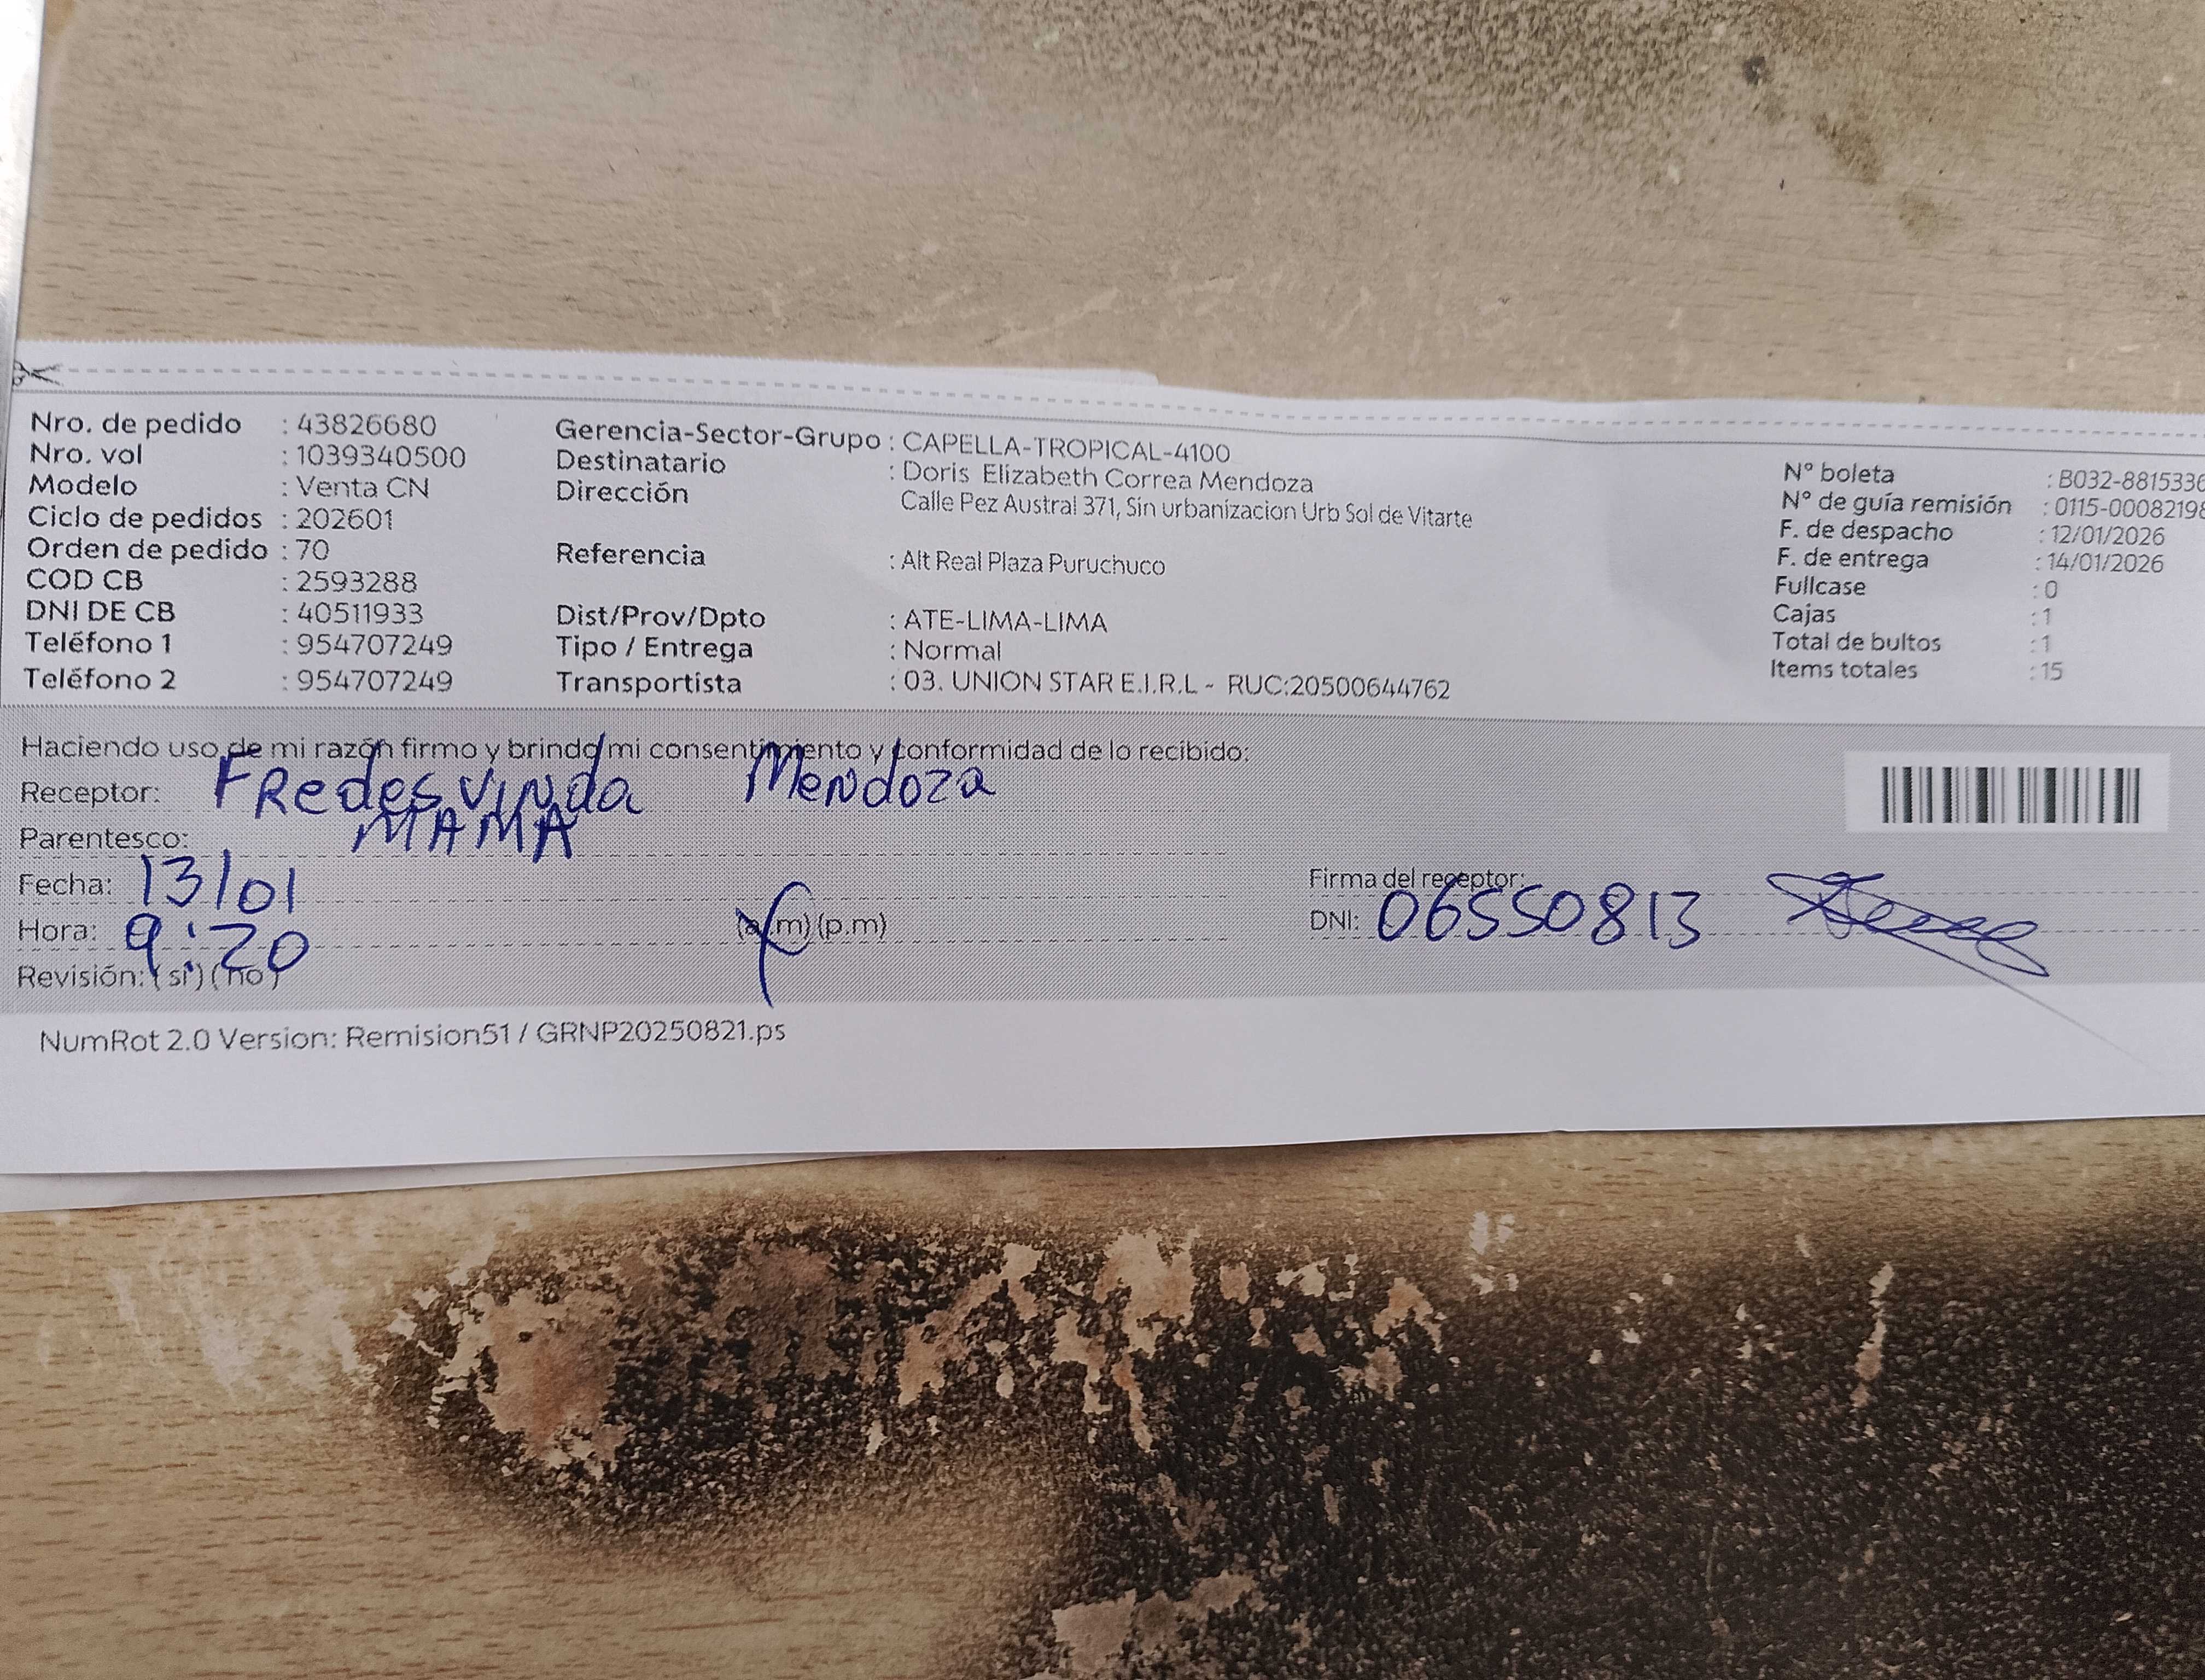 Nro. de pedido : 43826680
Nro. vol : 1039340500
Modelo : Venta CN
Ciclo de pedidos : 202601
Orden de pedido : 70
COD CB : 2593288
DNI DE CB : 40511933
Teléfono 1 : 954707249
Teléfono 2 : 954707249
Gerencia-Sector-Grupo : CAPELLA-TROPICAL-4100
Destinatario : Doris Elizabeth Correa Mendoza
Dirección Calle Pez Austral 371, Sin urbanizacion Urb Sol de Vitarte
Referencia : Alt Real Plaza Puruchuco
Dist/Prov/Dpto : ATE-LIMA-LIMA
Tipo / Entrega : Normal
Transportista : 03. UNION STAR E.I.R.L - RUC:20500644762
N° boleta : B032-8815336
N° de guía remisión : 0115-00082198
F. de despacho : 12/01/2026
F. de entrega : 14/01/2026
Fullcase : 0
Cajas : 1
Total de bultos : 1
Items totales : 15
Haciendo uso de mi razón firmo y brindo mi consentimiento y conformidad de lo recibido:
Receptor: FRedesvinda Mendoza
Parentesco: MAMA
Fecha: 13/01
Hora: 9:20 (a.m) (p.m)
Revisión: (si) (no)
Firma del receptor:
DNI: 06550813
NumRot 2.0 Version: Remision51 / GRNP20250821.ps